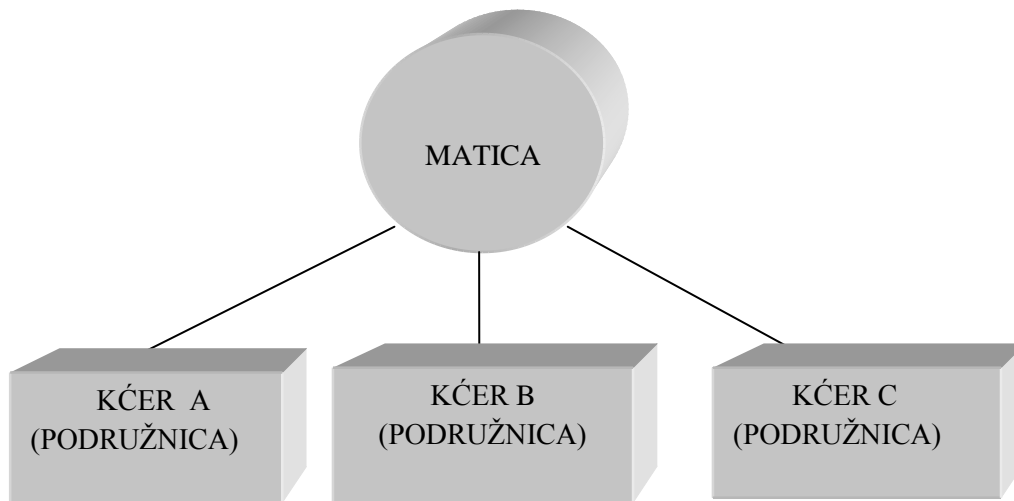 MATICA
KĆER A
(PODRUŽNICA)
KĆER B
(PODRUŽNICA)
KĆER C
(PODRUŽNICA)